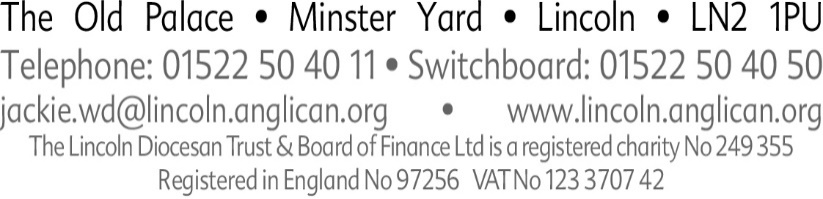 The Old Palace • Minster Yard • Lincoln • LN2 1PU
Telephone: 01522 50 40 11 • Switchboard: 01522 50 40 50
jackie.wd@lincoln.anglican.org • www.lincoln.anglican.org
The Lincoln Diocesan Trust & Board of Finance Ltd is a registered charity No 249 355
Registered in England No 97256 VAT No 123 3707 42